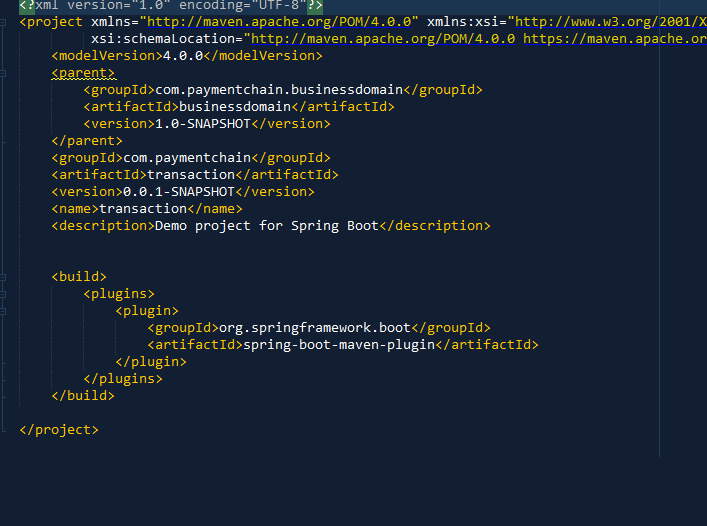 <?xml version="1.0" encoding="UTF-8"?>
<project xmlns="http://maven.apache.org/POM/4.0.0" xmlns:xsi="http://www.w3.org/2001/X
xsi:schemaLocation="http://maven.apache.org/POM/4.0.0 https://maven.apache.or
<modelVersion>4.0.0</modelVersion>
<parent>
<groupId>com.paymentchain.businessdomain</groupId>
<artifactId>businessdomain</artifactId>
<version>1.0-SNAPSHOT</version>
</parent>
<groupId>com.paymentchain</groupId>
<artifactId>transaction</artifactId>
<version>0.0.1-SNAPSHOT</version>
<name>transaction</name>
<description>Demo project for Spring Boot</description>
<build>
<plugins>
<plugin>
<groupId>org.springframework.boot</groupId>
<artifactId>spring-boot-maven-plugin</artifactId>
</plugin>
</plugins>
</build>
</project>